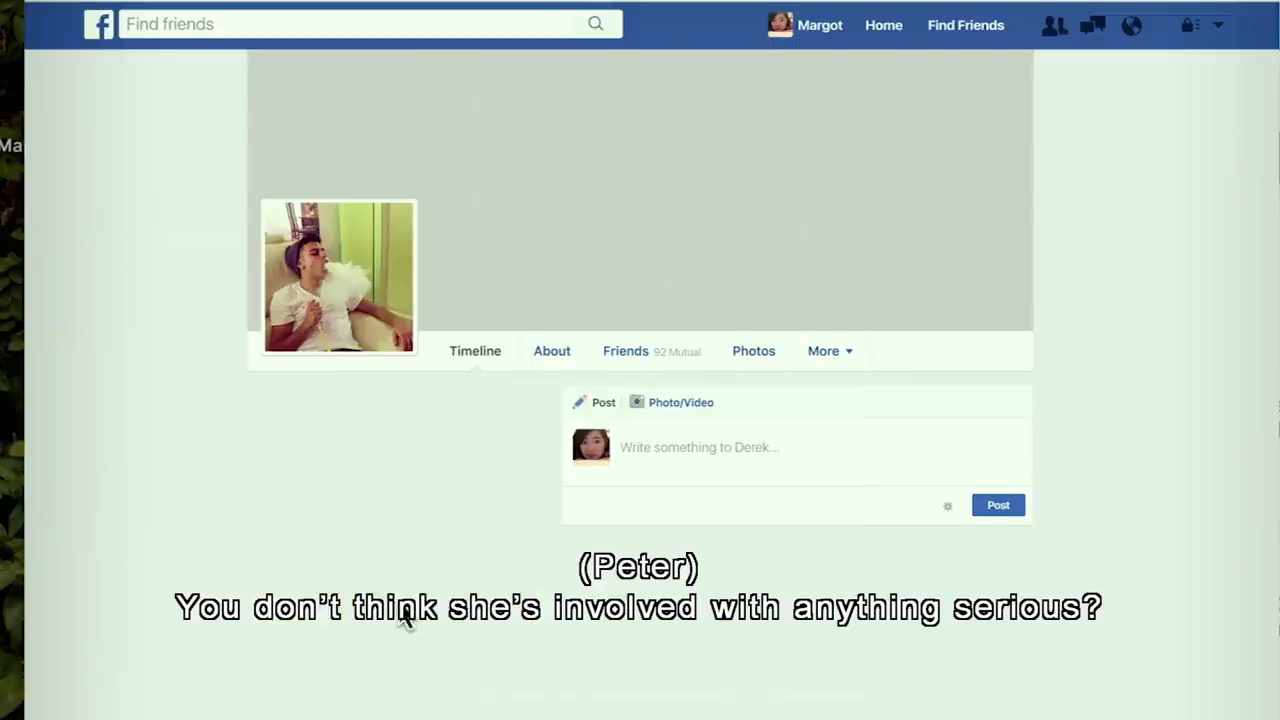 f Find friends Margot Home Find Friends
Ma
Timeline About Friends 92 Mutual Photos More
Post Photo/Video
Write something to Derek...
Post
(Peter)
You don't think she's involved with anything serious?